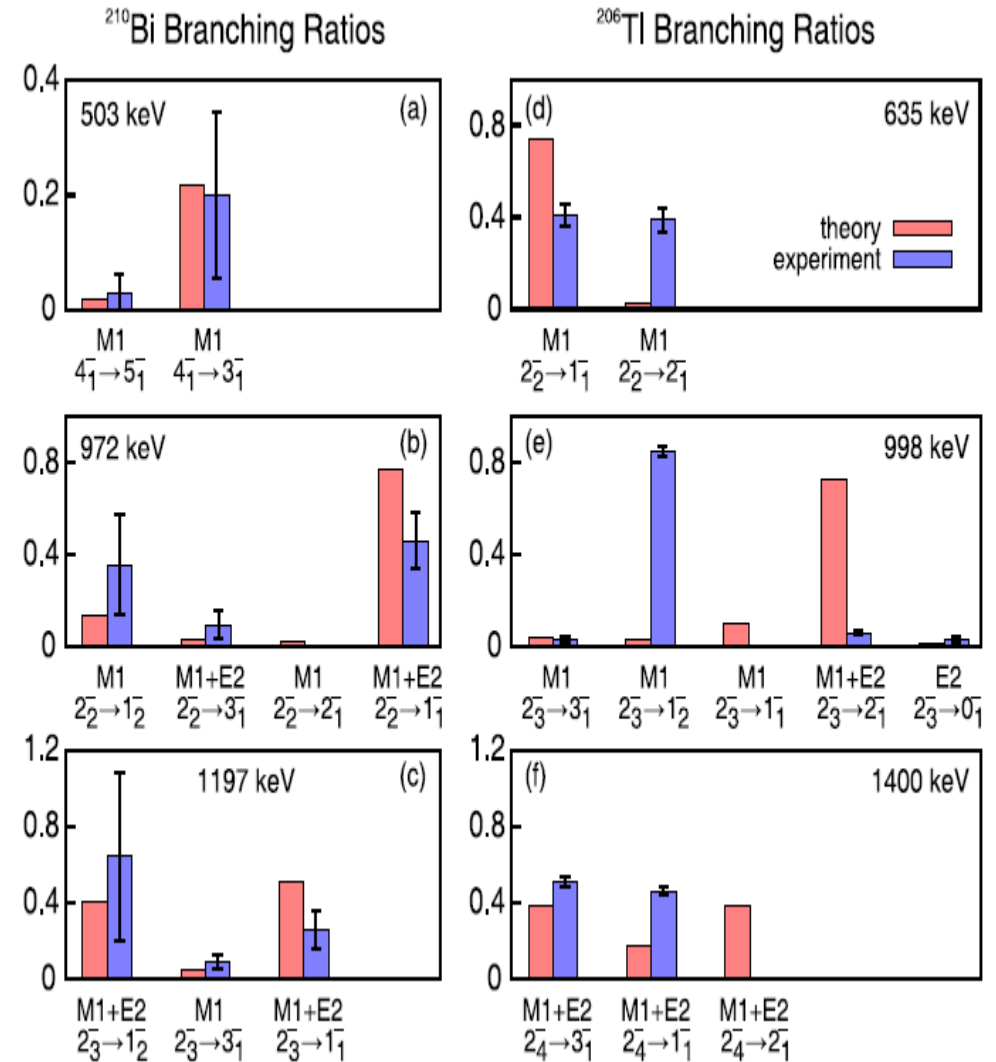 ²¹⁰Bi Branching Ratios
²⁰⁶Tl Branching Ratios
0.4
0.2
0
503 keV
(a)
M1 M1
4₁⁻→5₁⁻ 4₁⁻→3₁⁻
0.8
0.4
0
(d)
635 keV
theory
experiment
M1 M1
2₂⁻→1₁⁻ 2₂⁻→2₁⁻
0.8
0.4
0
972 keV
(b)
M1 M1+E2 M1 M1+E2
2₂⁻→1₂⁻ 2₂⁻→3₁⁻ 2₂⁻→2₁⁻ 2₂⁻→1₁⁻
0.8
0.4
0
(e)
998 keV
M1 M1 M1 M1+E2 E2
2₃⁻→3₁⁻ 2₃⁻→1₂⁻ 2₃⁻→1₁⁻ 2₃⁻→2₁⁻ 2₃⁻→0₁⁻
1.2
0.8
0.4
0
1197 keV
(c)
M1+E2 M1 M1+E2
2₃⁻→1₂⁻ 2₃⁻→3₁⁻ 2₃⁻→1₁⁻
1.2
0.8
0.4
0
(f)
1400 keV
M1+E2 M1+E2 M1+E2
2₄⁻→3₁⁻ 2₄⁻→1₁⁻ 2₄⁻→2₁⁻